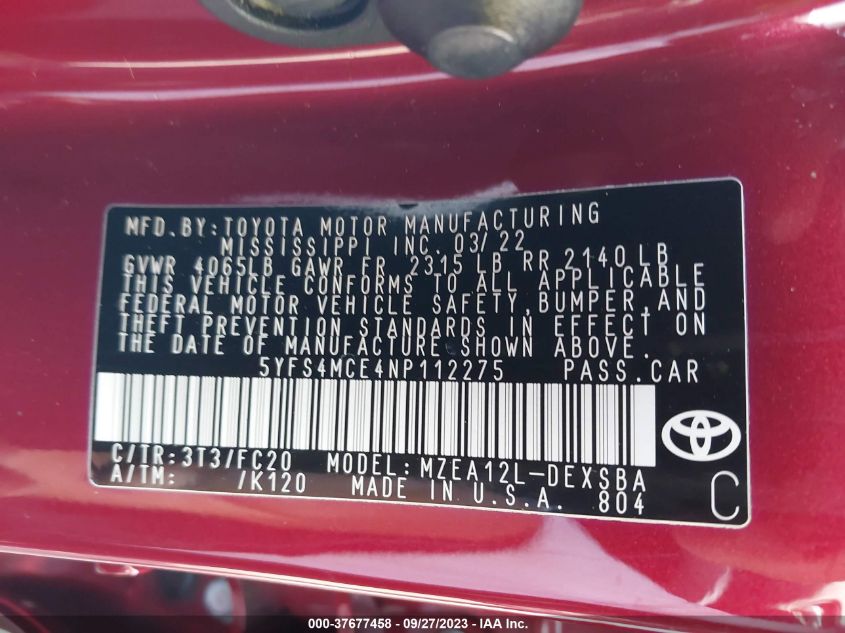 MFD. BY: TOYOTA MOTOR MANUFACTURING
MISSISSIPPI INC. 03/22
GVWR 4065LB GAWR FR 2315 LB RR 2140 LB
THIS VEHICLE CONFORMS TO ALL APPLICABLE
FEDERAL MOTOR VEHICLE SAFETY, BUMPER, AND
THEFT PREVENTION STANDARDS IN EFFECT ON
THE DATE OF MANUFACTURE SHOWN ABOVE.
5YFS4MCE4NP112275 PASS. CAR
C/TR: 3T3/FC20 MODEL: MZEA12L-DEXSBA
A/TM: /K120 MADE IN U.S.A. 804
C
000-37677458 - 09/27/2023 - IAA Inc.